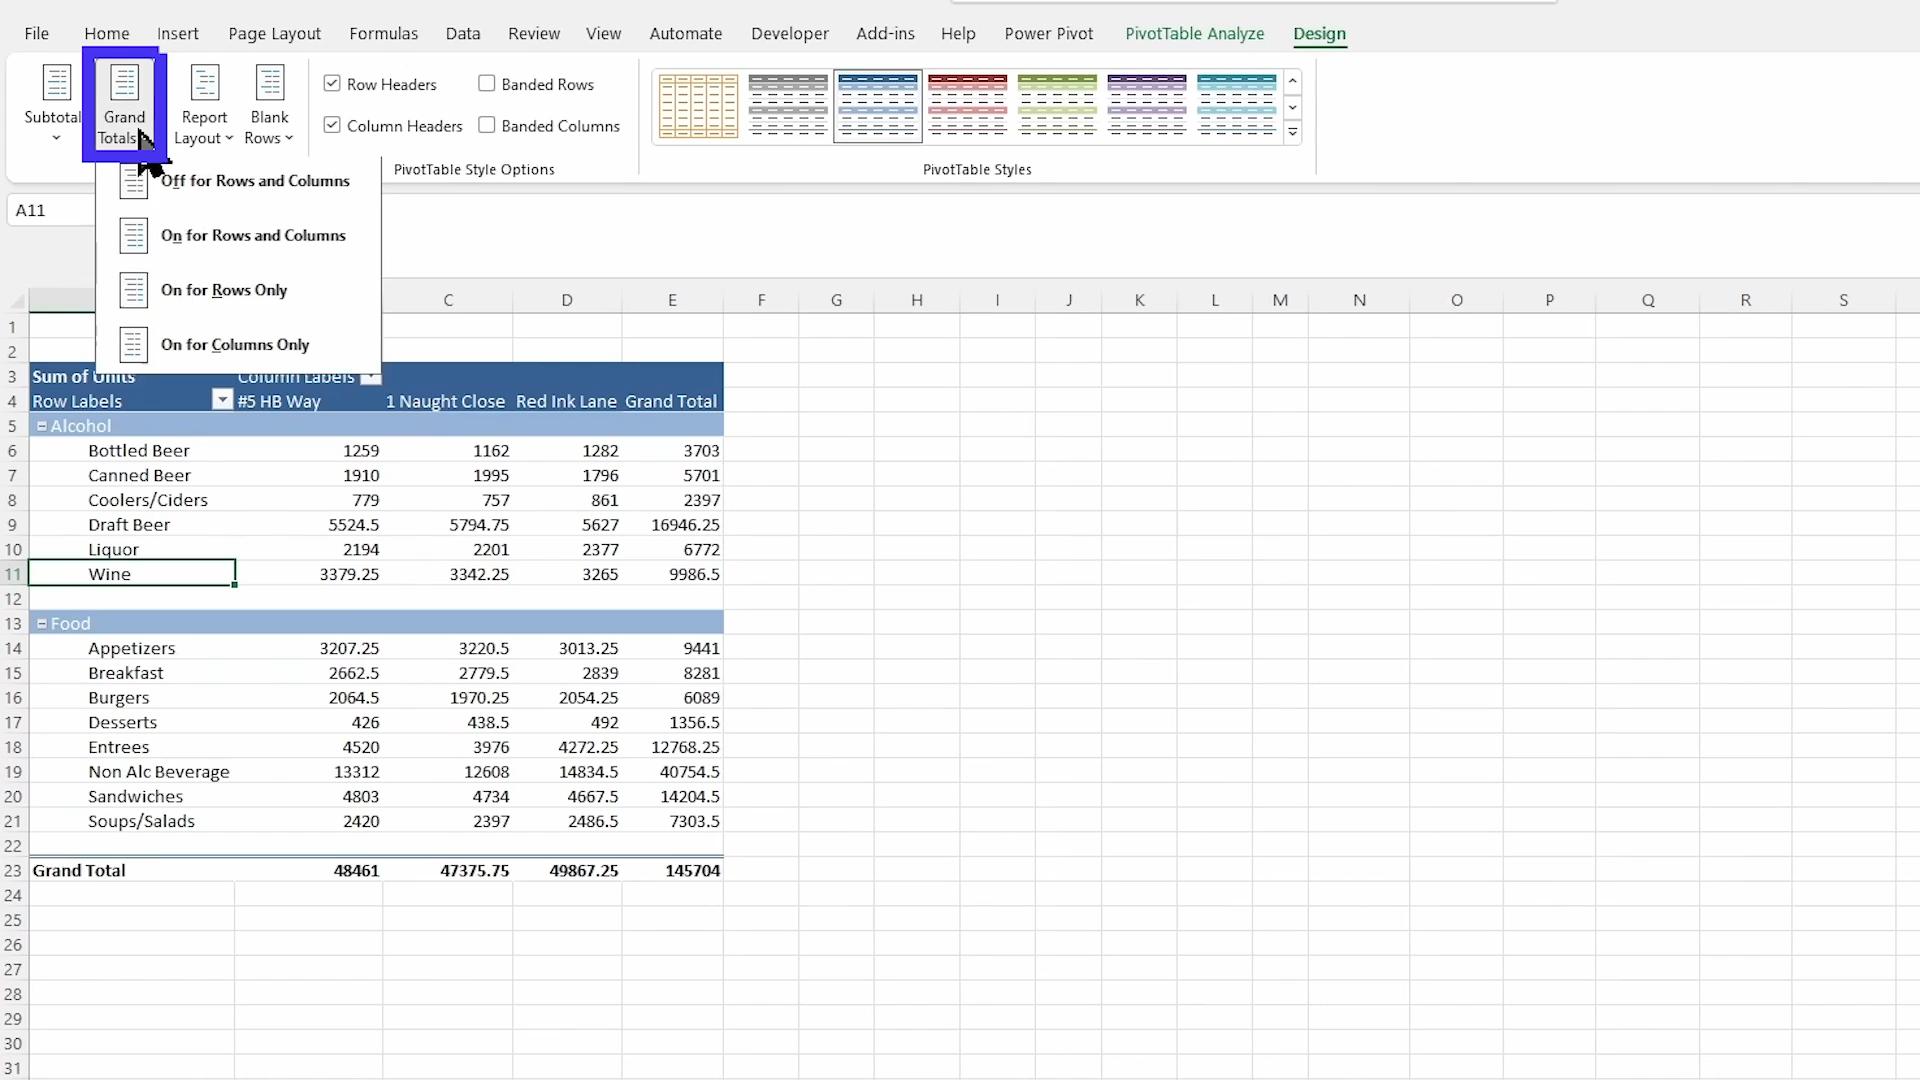 File Home Insert Page Layout Formulas Data Review View Automate Developer Add-ins Help Power Pivot PivotTable Analyze Design
Subtotal Grand Totals Report Layout Blank Rows
Row Headers Banded Rows
Column Headers Banded Columns
PivotTable Style Options PivotTable Styles
Off for Rows and Columns
On for Rows and Columns
On for Rows Only
On for Columns Only
A11
C D E F G H I J K L M N O P Q R S
1
2
3 Sum of Units Column Labels
4 Row Labels #5 HB Way 1 Naught Close Red Ink Lane Grand Total
5 Alcohol
6 Bottled Beer 1259 1162 1282 3703
7 Canned Beer 1910 1995 1796 5701
8 Coolers/Ciders 779 757 861 2397
9 Draft Beer 5524.5 5794.75 5627 16946.25
10 Liquor 2194 2201 2377 6772
11 Wine 3379.25 3342.25 3265 9986.5
12
13 Food
14 Appetizers 3207.25 3220.5 3013.25 9441
15 Breakfast 2662.5 2779.5 2839 8281
16 Burgers 2064.5 1970.25 2054.25 6089
17 Desserts 426 438.5 492 1356.5
18 Entrees 4520 3976 4272.25 12768.25
19 Non Alc Beverage 13312 12608 14834.5 40754.5
20 Sandwiches 4803 4734 4667.5 14204.5
21 Soups/Salads 2420 2397 2486.5 7303.5
22
23 Grand Total 48461 47375.75 49867.25 145704
24
25
26
27
28
29
30
31